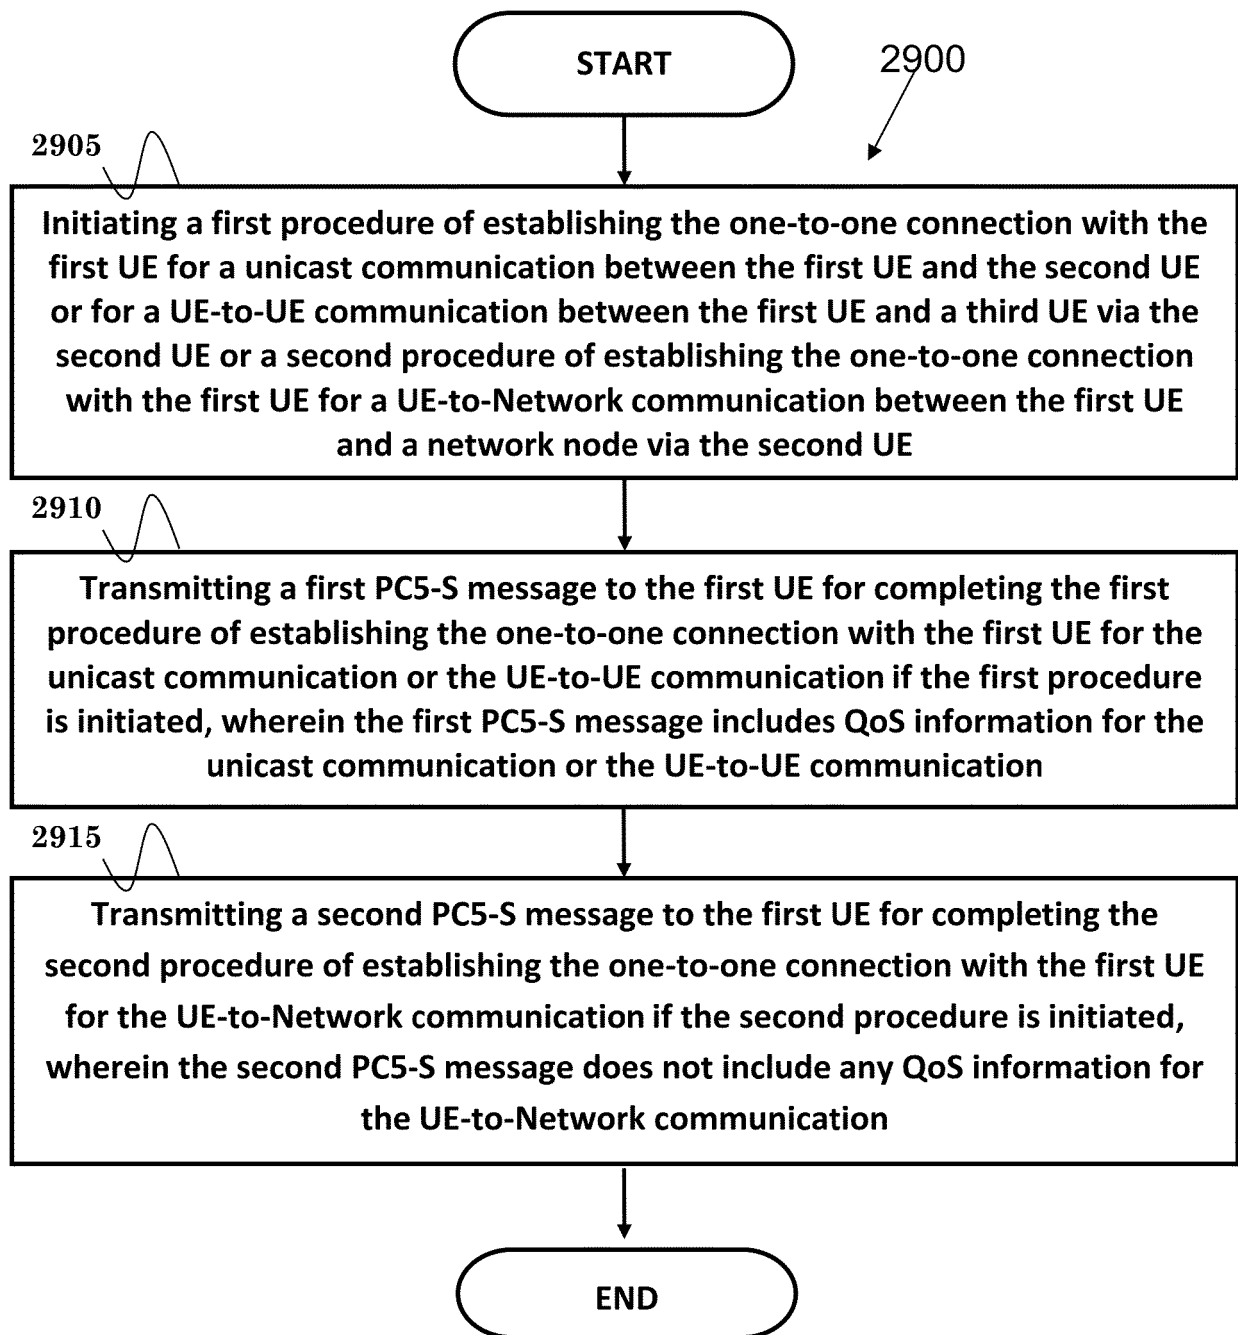 START
2900
2905
Initiating a first procedure of establishing the one-to-one connection with the
first UE for a unicast communication between the first UE and the second UE
or for a UE-to-UE communication between the first UE and a third UE via the
second UE or a second procedure of establishing the one-to-one connection
with the first UE for a UE-to-Network communication between the first UE
and a network node via the second UE
2910
Transmitting a first PC5-S message to the first UE for completing the first
procedure of establishing the one-to-one connection with the first UE for the
unicast communication or the UE-to-UE communication if the first procedure
is initiated, wherein the first PC5-S message includes QoS information for the
unicast communication or the UE-to-UE communication
2915
Transmitting a second PC5-S message to the first UE for completing the
second procedure of establishing the one-to-one connection with the first UE
for the UE-to-Network communication if the second procedure is initiated,
wherein the second PC5-S message does not include any QoS information for
the UE-to-Network communication
END